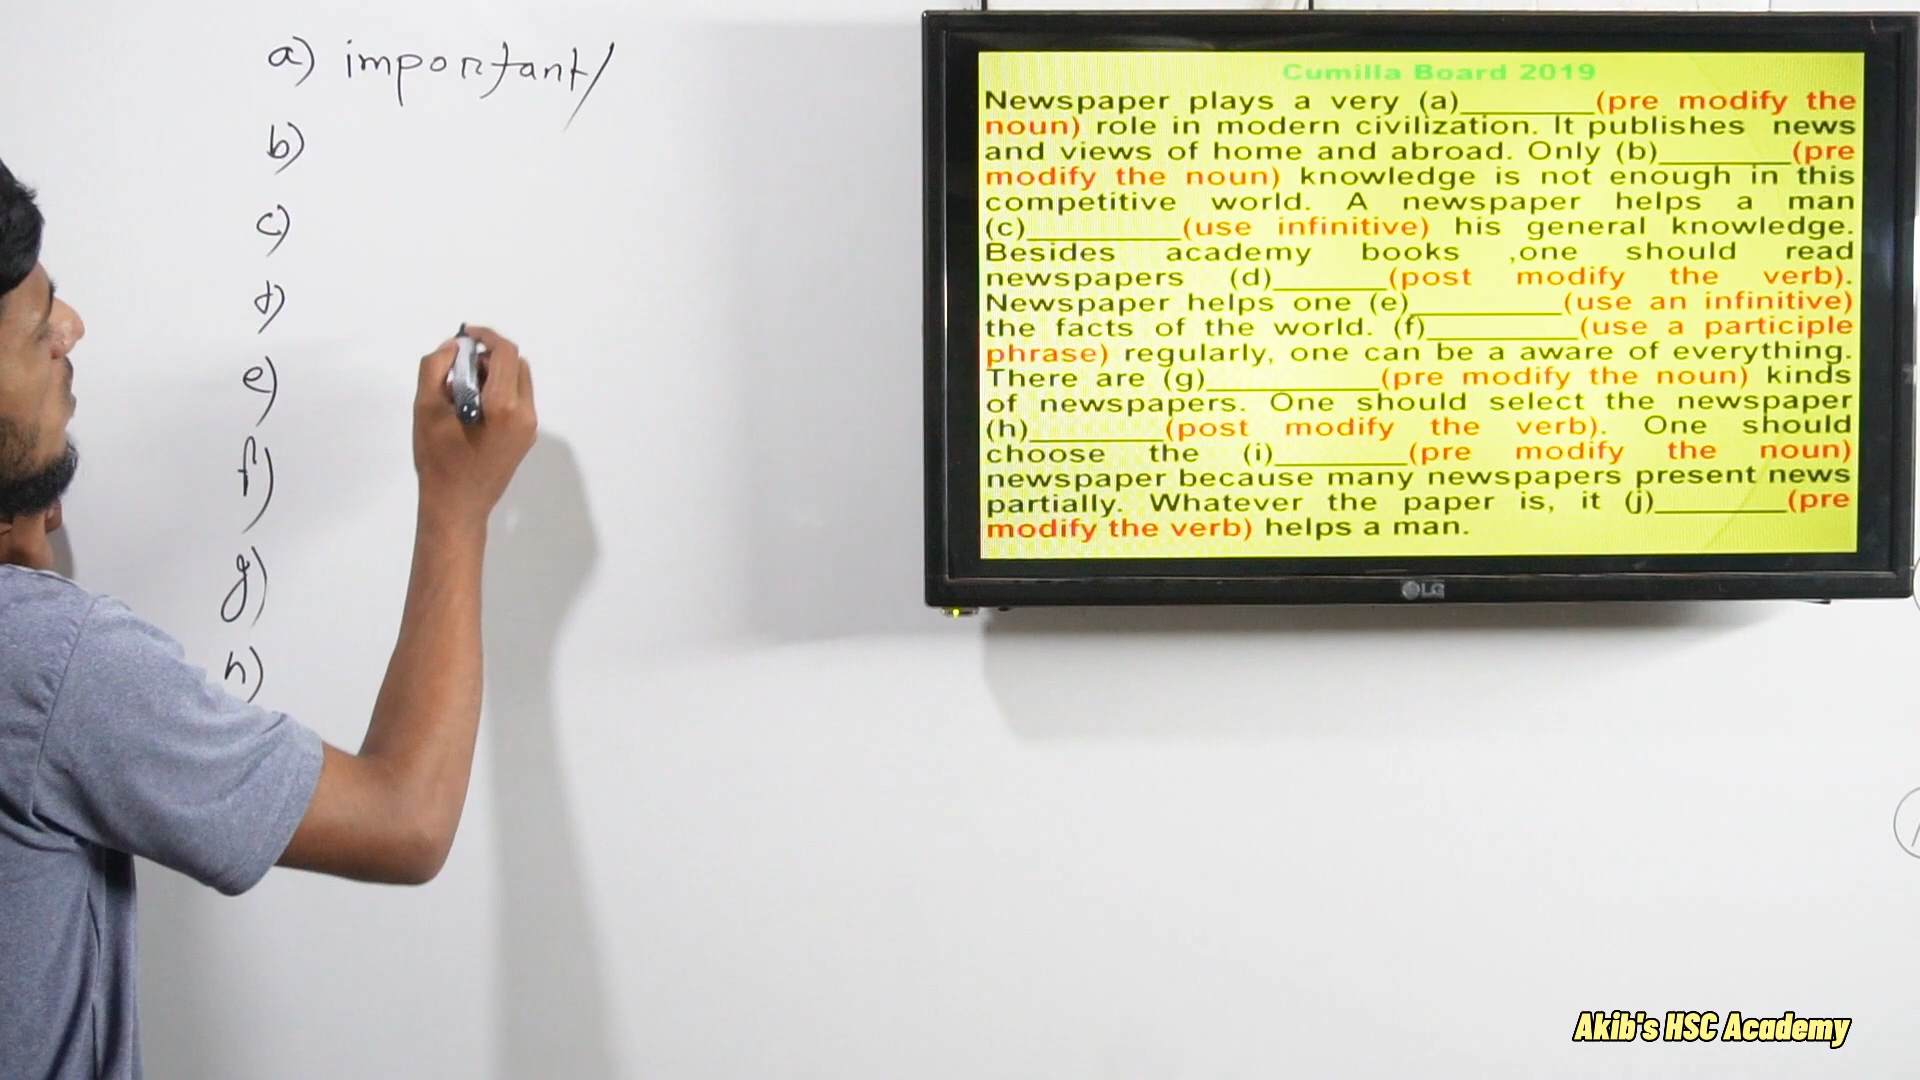 a) important/
b)
c)
d)
e)
f)
g)
h)
Cumilla Board 2019
Newspaper plays a very (a)________(pre modify the
noun) role in modern civilization. It publishes news
and views of home and abroad. Only (b)________(pre
modify the noun) knowledge is not enough in this
competitive world. A newspaper helps a man
(c)_________(use infinitive) his general knowledge.
Besides academy books ,one should read
newspapers (d)_______(post modify the verb).
Newspaper helps one (e)_________(use an infinitive)
the facts of the world. (f)_________(use a participle
phrase) regularly, one can be a aware of everything.
There are (g)__________(pre modify the noun) kinds
of newspapers. One should select the newspaper
(h)________(post modify the verb). One should
choose the (i)________(pre modify the noun)
newspaper because many newspapers present news
partially. Whatever the paper is, it (j)________(pre
modify the verb) helps a man.
LG
Akib's HSC Academy